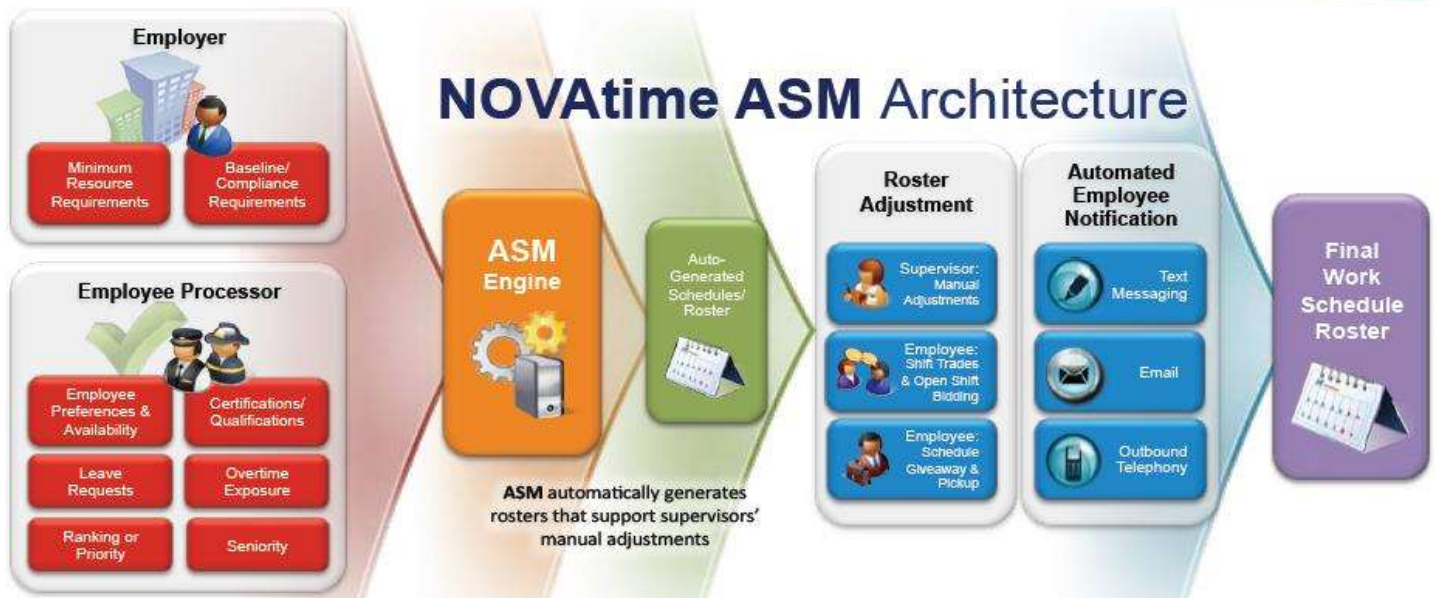 NOVAtime ASM Architecture
Employer
Minimum
Resource
Requirements
Baseline/
Compliance
Requirements
Employee Processor
Employee
Preferences &
Availability
Certifications/
Qualifications
Leave
Requests
Overtime
Exposure
Ranking or
Priority
Seniority
ASM
Engine
Auto-
Generated
Schedules/
Roster
ASM automatically generates
rosters that support supervisors’
manual adjustments
Roster
Adjustment
Supervisor:
Manual
Adjustments
Employee:
Shift Trades
& Open Shift
Bidding
Employee:
Schedule
Giveaway &
Pickup
Automated
Employee
Notification
Text
Messaging
Email
Outbound
Telephony
Final
Work
Schedule
Roster